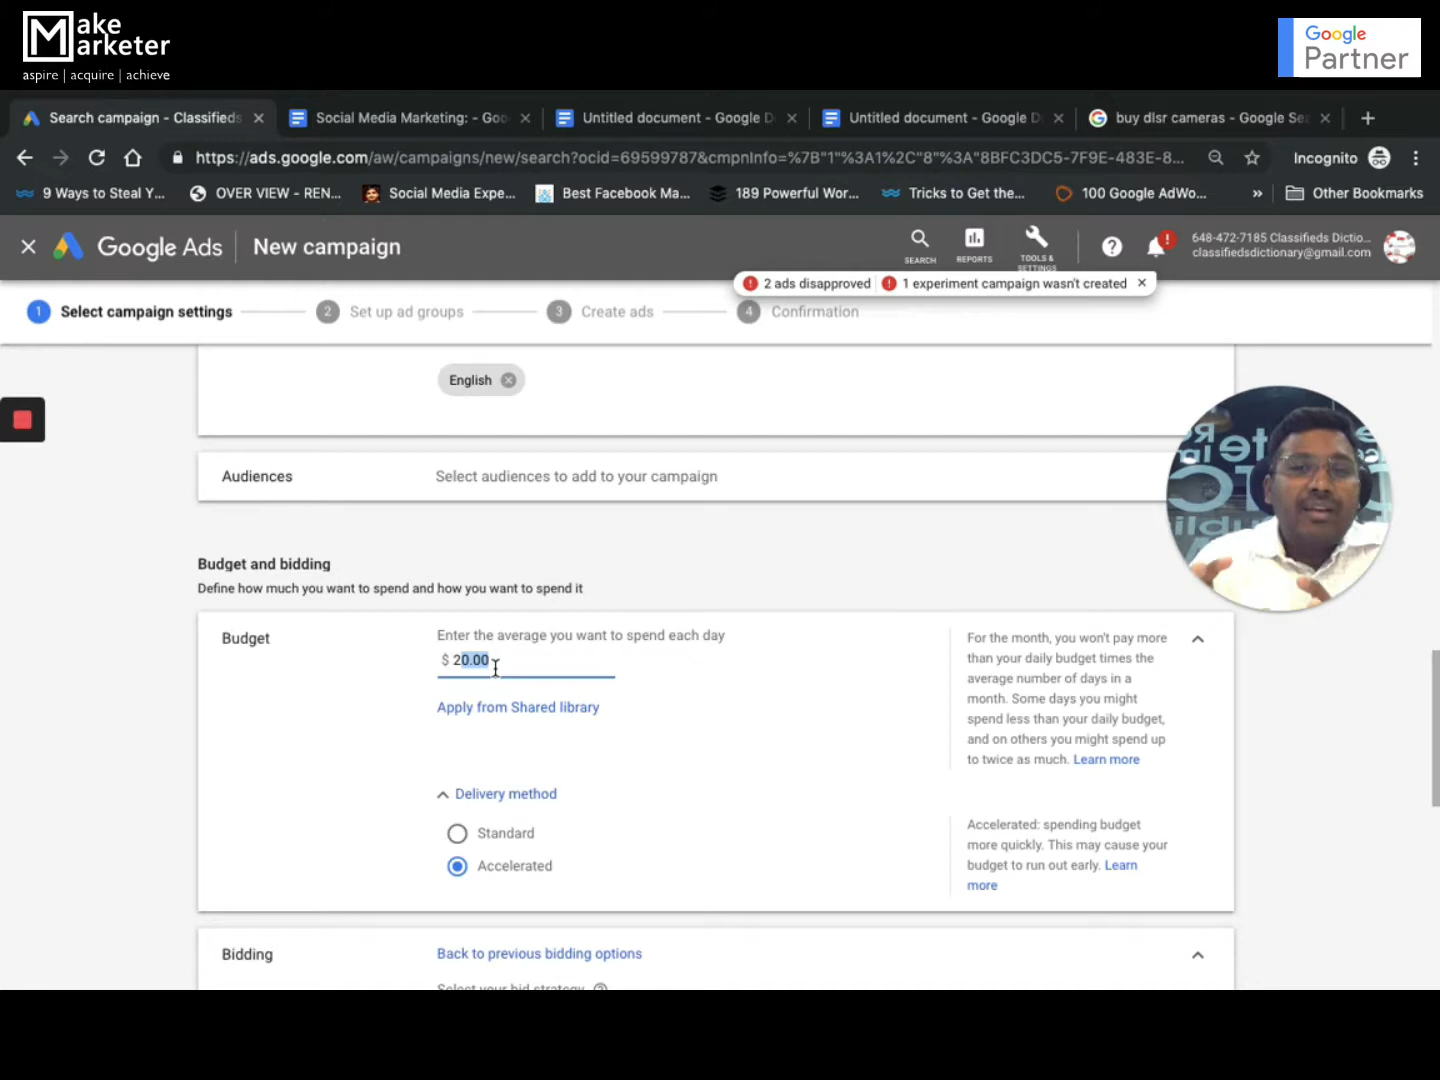 Make
Marketer
aspire | acquire | achieve
Google
Partner
Search campaign - Classifieds
Social Media Marketing: - Goo
Untitled document - Google D
Untitled document - Google D
buy dlsr cameras - Google Sea
https://ads.google.com/aw/campaigns/new/search?ocid=69599787&cmpnInfo=%7B"1"%3A1%2C"8"%3A"8BFC3DC5-7F9E-483E-8...
Incognito
9 Ways to Steal Y...
OVER VIEW - REN...
Social Media Expe...
Best Facebook Ma...
189 Powerful Wor...
Tricks to Get the...
100 Google AdWo...
»
Other Bookmarks
Google Ads
New campaign
SEARCH
REPORTS
TOOLS &
SETTINGS
648-472-7185 Classifieds Dictio...
classifiedsdictionary@gmail.com
2 ads disapproved
1 experiment campaign wasn't created
1 Select campaign settings
2 Set up ad groups
3 Create ads
4 Confirmation
English
Audiences
Select audiences to add to your campaign
Budget and bidding
Define how much you want to spend and how you want to spend it
Budget
Enter the average you want to spend each day
$ 20.00
Apply from Shared library
For the month, you won't pay more
than your daily budget times the
average number of days in a
month. Some days you might
spend less than your daily budget,
and on others you might spend up
to twice as much. Learn more
Delivery method
Standard
Accelerated
Accelerated: spending budget
more quickly. This may cause your
budget to run out early. Learn
more
Bidding
Back to previous bidding options
Select your bid strategy